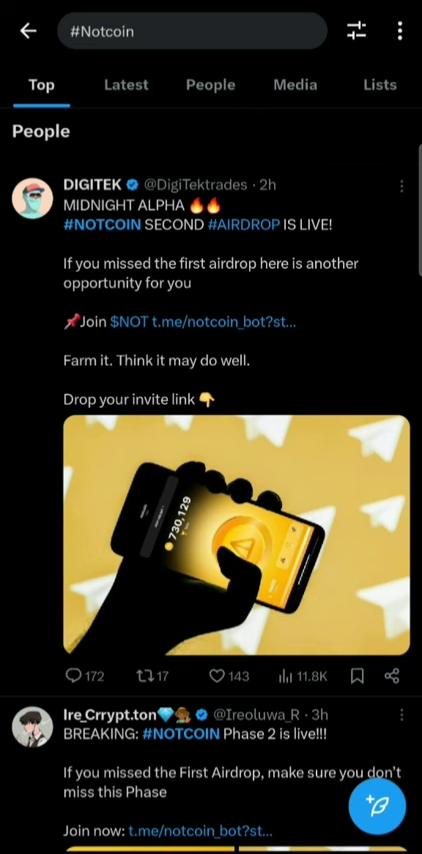 #Notcoin
Top Latest People Media Lists
People
DIGITEK @DigiTektrades · 2h
MIDNIGHT ALPHA 🔥🔥
#NOTCOIN SECOND #AIRDROP IS LIVE!
If you missed the first airdrop here is another
opportunity for you
📌Join $NOT t.me/notcoin_bot?st...
Farm it. Think it may do well.
Drop your invite link 👇
730,129
172 17 143 11.8K
Ire_Crrypt.ton💎 @Ireoluwa_R · 3h
BREAKING: #NOTCOIN Phase 2 is live!!!
If you missed the First Airdrop, make sure you don't
miss this Phase
Join now: t.me/notcoin_bot?st...